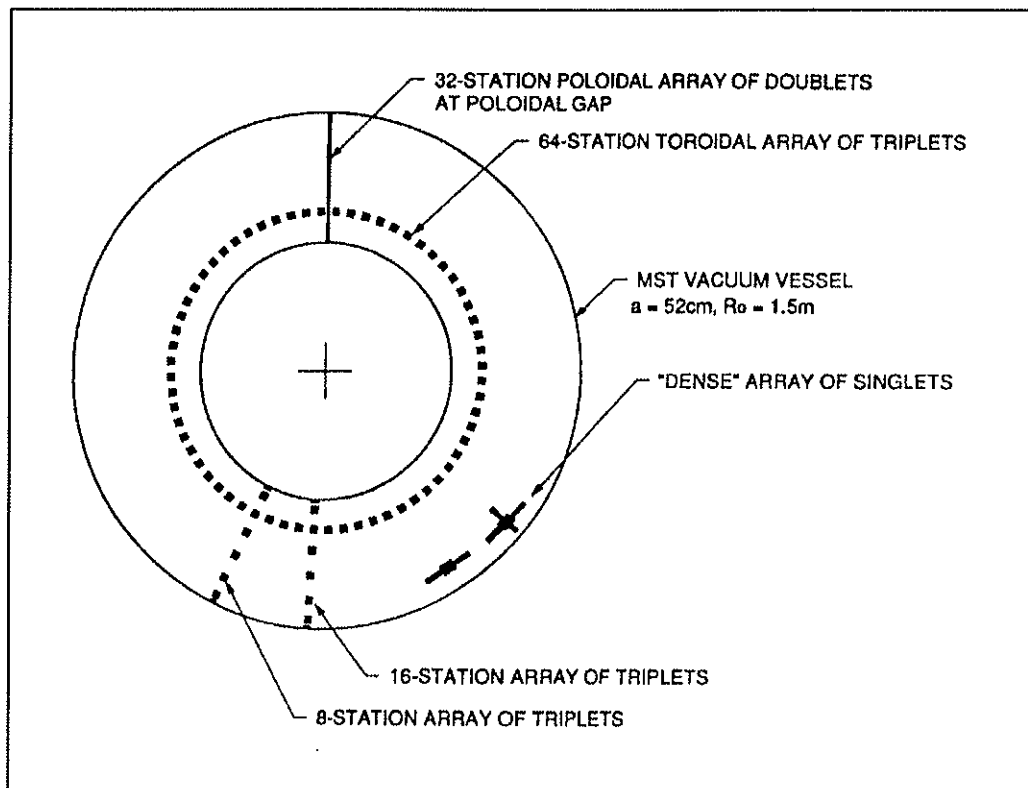 32-STATION POLOIDAL ARRAY OF DOUBLETS
AT POLOIDAL GAP
64-STATION TOROIDAL ARRAY OF TRIPLETS
MST VACUUM VESSEL
a = 52cm, Ro = 1.5m
"DENSE" ARRAY OF SINGLETS
16-STATION ARRAY OF TRIPLETS
8-STATION ARRAY OF TRIPLETS